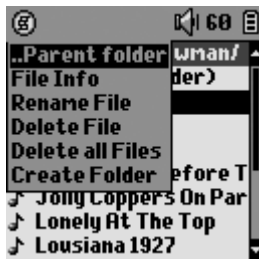 60
..Parent folder wman/
File Info der)
Rename File
Delete File
Delete all Files
Create Folder efore T
Jolly Coppers On Par
Lonely At The Top
Lousiana 1927